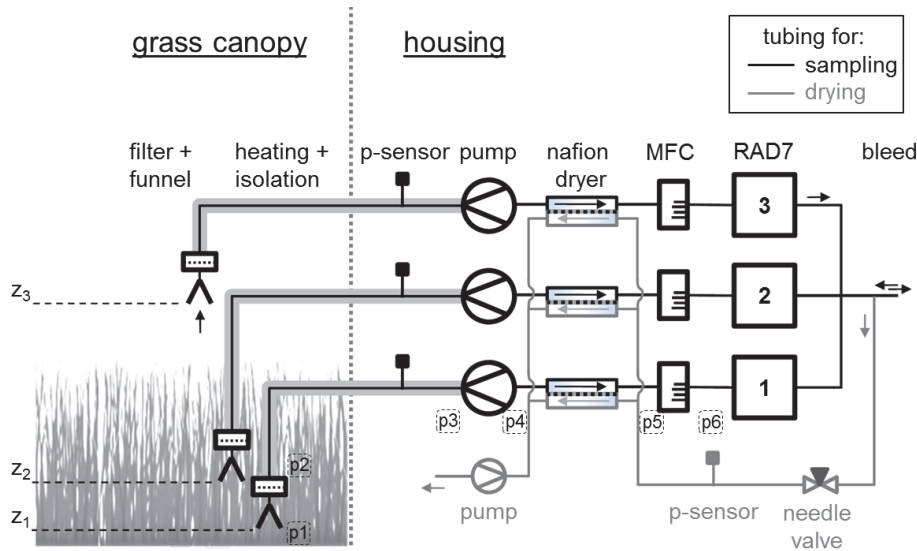 grass canopy
housing
tubing for:
sampling
drying
filter +
funnel
heating +
isolation
p-sensor
pump
nafion
dryer
MFC
RAD7
bleed
3
z3
2
1
p3
p4
p5
p6
p2
z2
z1
p1
pump
p-sensor
needle
valve